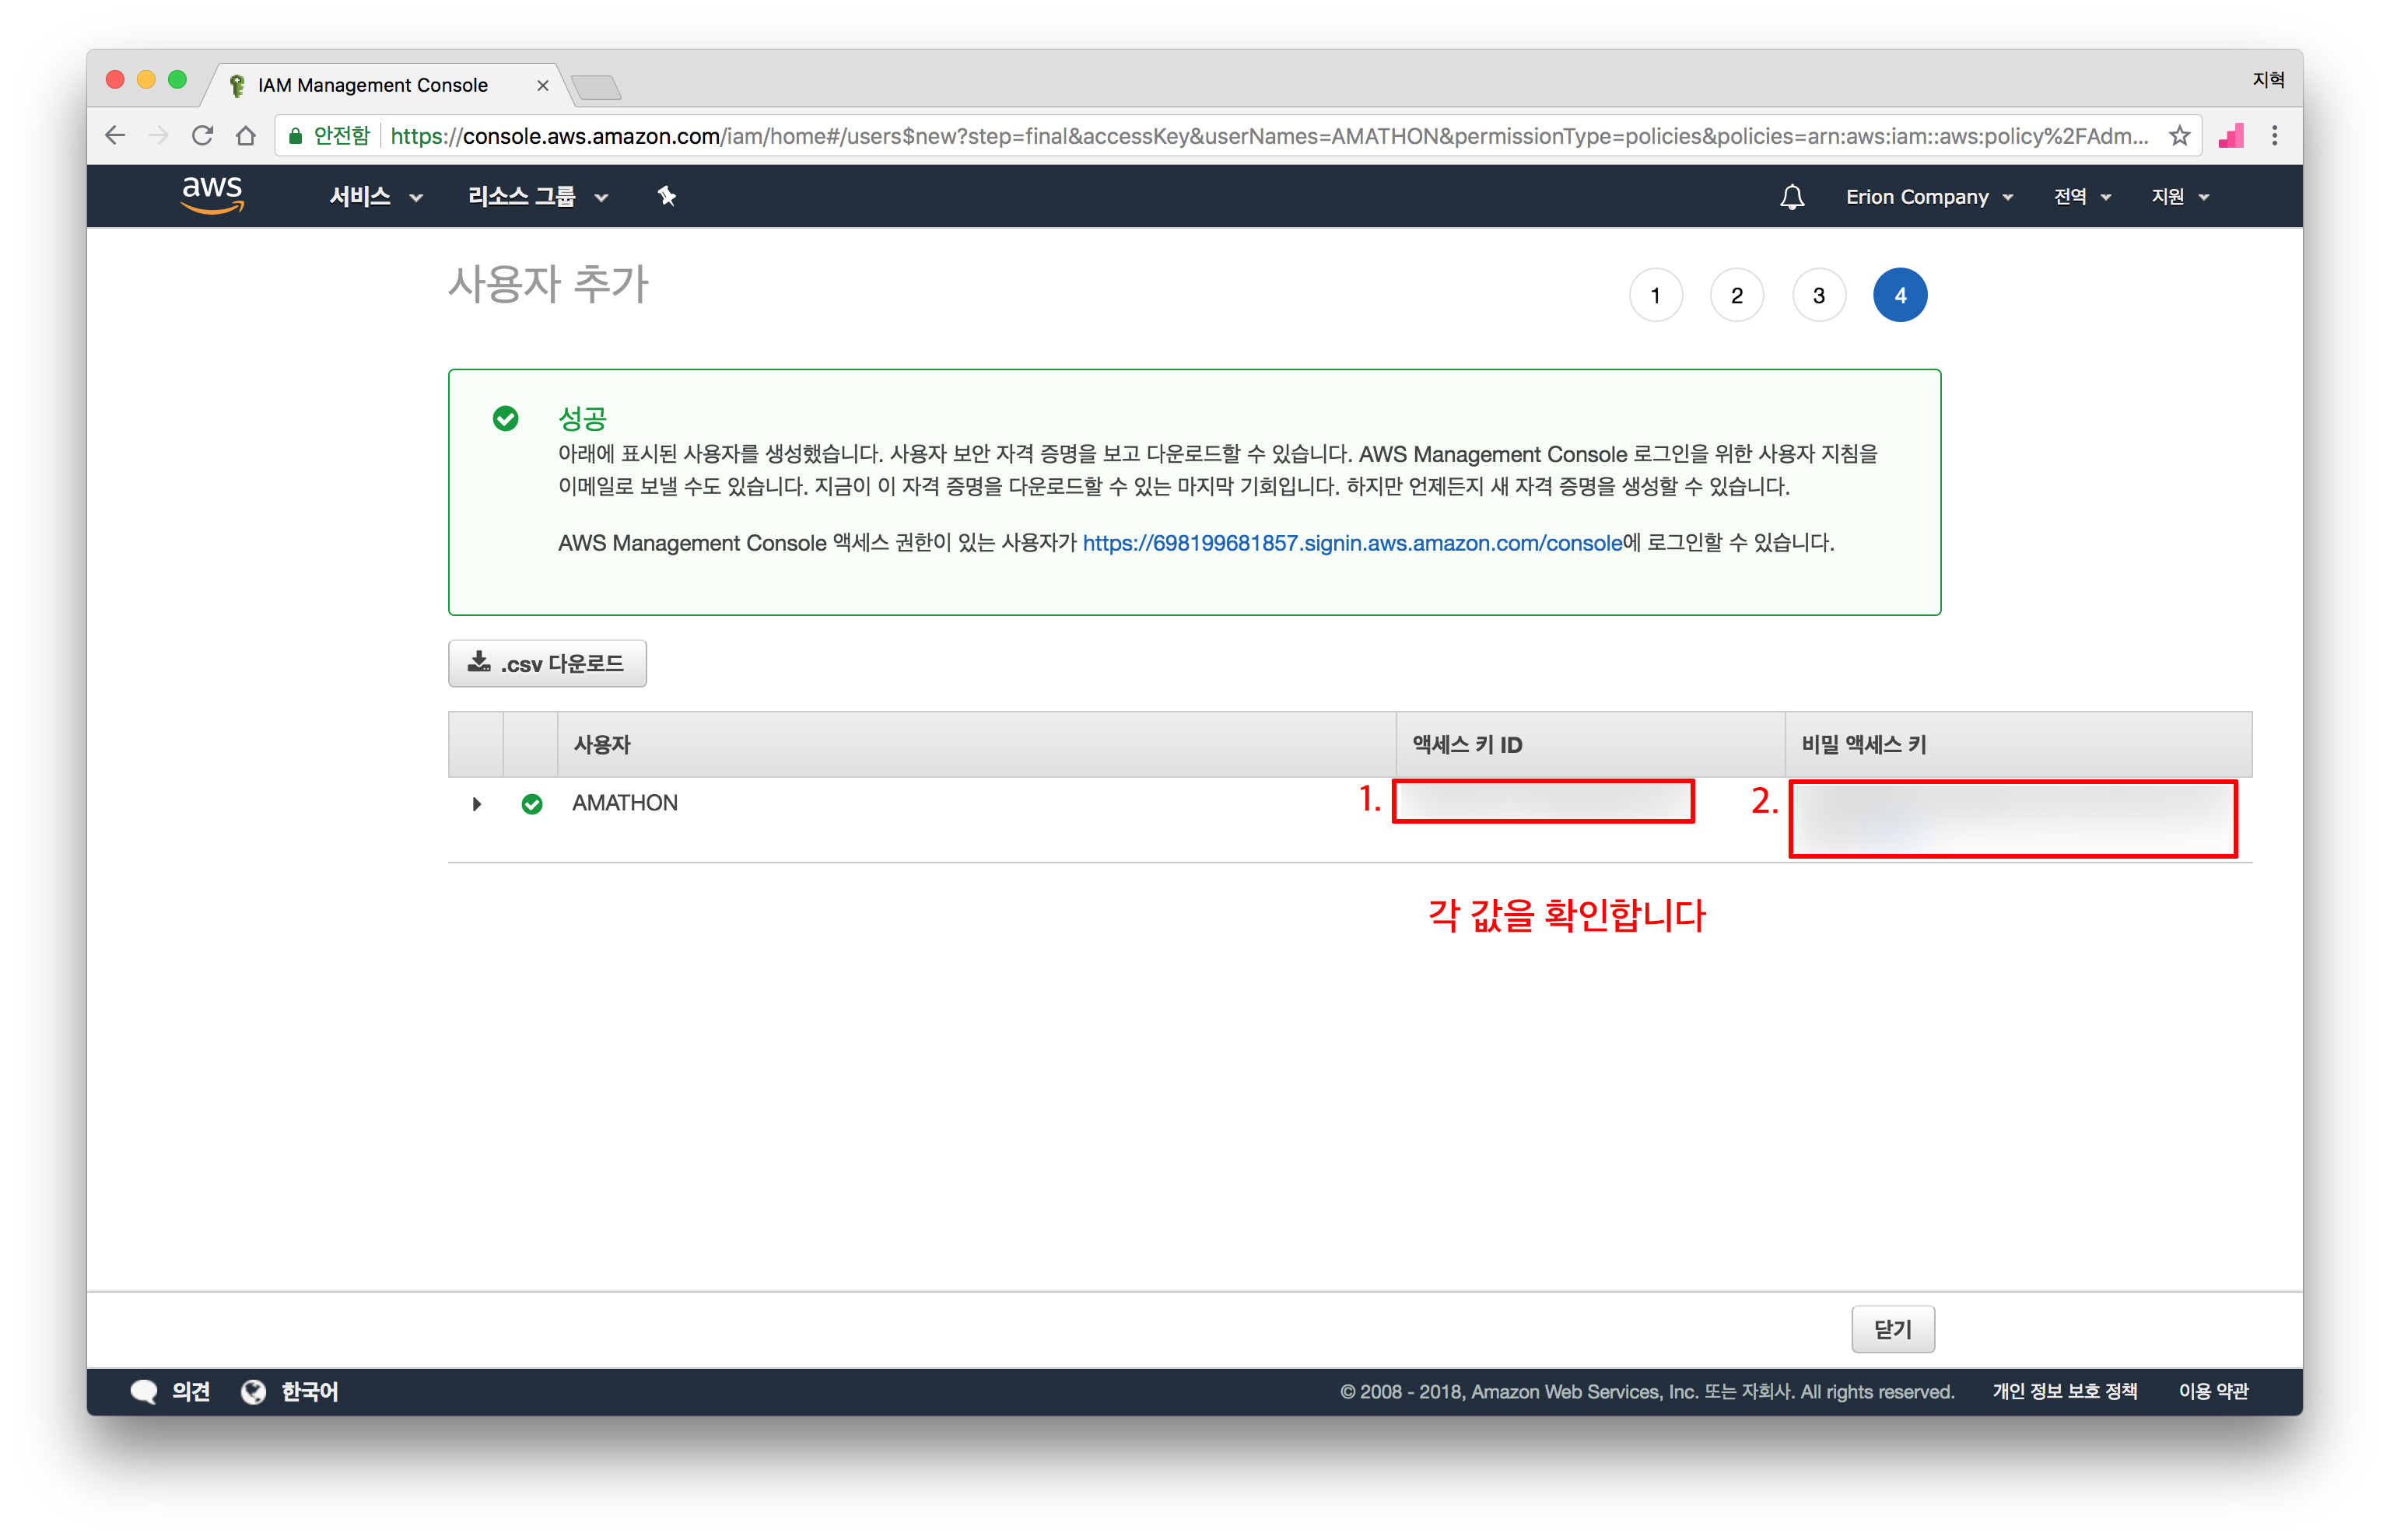 IAM Management Console
지혁
안전함 https://console.aws.amazon.com/iam/home#/users$new?step=final&accessKey&userNames=AMATHON&permissionType=policies&policies=arn:aws:iam::aws:policy%2FAdm...
aws 서비스 리소스 그룹 Erion Company 전역 지원
사용자 추가
1 2 3 4
성공
아래에 표시된 사용자를 생성했습니다. 사용자 보안 자격 증명을 보고 다운로드할 수 있습니다. AWS Management Console 로그인을 위한 사용자 지침을
이메일로 보낼 수도 있습니다. 지금이 이 자격 증명을 다운로드할 수 있는 마지막 기회입니다. 하지만 언제든지 새 자격 증명을 생성할 수 있습니다.
AWS Management Console 액세스 권한이 있는 사용자가 https://698199681857.signin.aws.amazon.com/console에 로그인할 수 있습니다.
.csv 다운로드
사용자 액세스 키 ID 비밀 액세스 키
AMATHON 1. 2.
각 값을 확인합니다
닫기
의견 한국어 © 2008 - 2018, Amazon Web Services, Inc. 또는 자회사. All rights reserved. 개인 정보 보호 정책 이용 약관